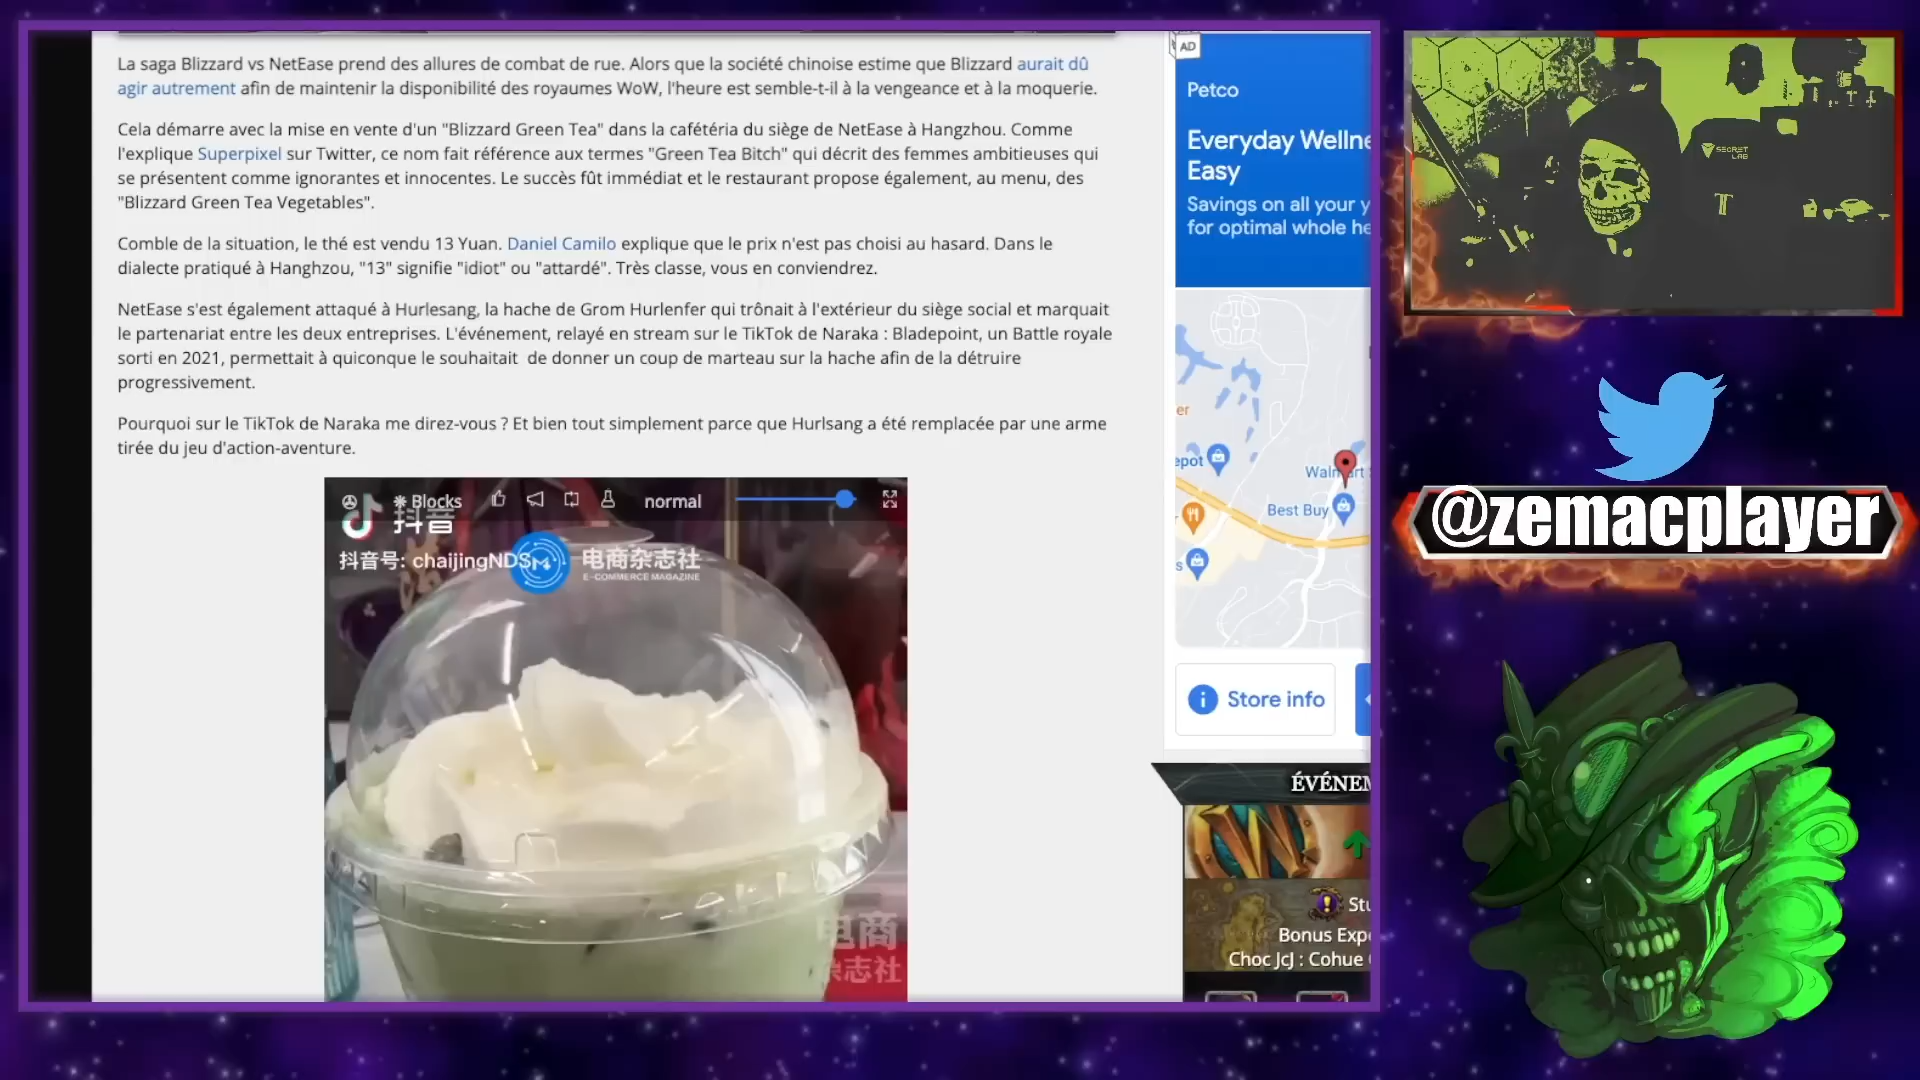 La saga Blizzard vs NetEase prend des allures de combat de rue. Alors que la société chinoise estime que Blizzard aurait dû
agir autrement afin de maintenir la disponibilité des royaumes WoW, l'heure est semble-t-il à la vengeance et à la moquerie.
Cela démarre avec la mise en vente d'un "Blizzard Green Tea" dans la cafétéria du siège de NetEase à Hangzhou. Comme
l'explique Superpixel sur Twitter, ce nom fait référence aux termes "Green Tea Bitch" qui décrit des femmes ambitieuses qui
se présentent comme ignorantes et innocentes. Le succès fût immédiat et le restaurant propose également, au menu, des
"Blizzard Green Tea Vegetables".
Comble de la situation, le thé est vendu 13 Yuan. Daniel Camilo explique que le prix n'est pas choisi au hasard. Dans le
dialecte pratiqué à Hanghzou, "13" signifie "idiot" ou "attardé". Très classe, vous en conviendrez.
NetEase s'est également attaqué à Hurlesang, la hache de Grom Hurlenfer qui trônait à l'extérieur du siège social et marquait
le partenariat entre les deux entreprises. L'événement, relayé en stream sur le TikTok de Naraka : Bladepoint, un Battle royale
sorti en 2021, permettait à quiconque le souhaitait de donner un coup de marteau sur la hache afin de la détruire
progressivement.
Pourquoi sur le TikTok de Naraka me direz-vous ? Et bien tout simplement parce que Hurlsang a été remplacée par une arme
tirée du jeu d'action-aventure.
Blocks
normal
抖音
抖音号: chaijingNDS
电商杂志社
E-COMMERCE MAGAZINE
电商
杂志社
AD
Petco
Everyday Wellne
Easy
Savings on all your y
for optimal whole he
er
epot
Walmart
Best Buy
s
Store info
ÉVÉNEM
Stu
Bonus Expé
Choc JcJ : Cohue
SECRET
LAB
@zemacplayer